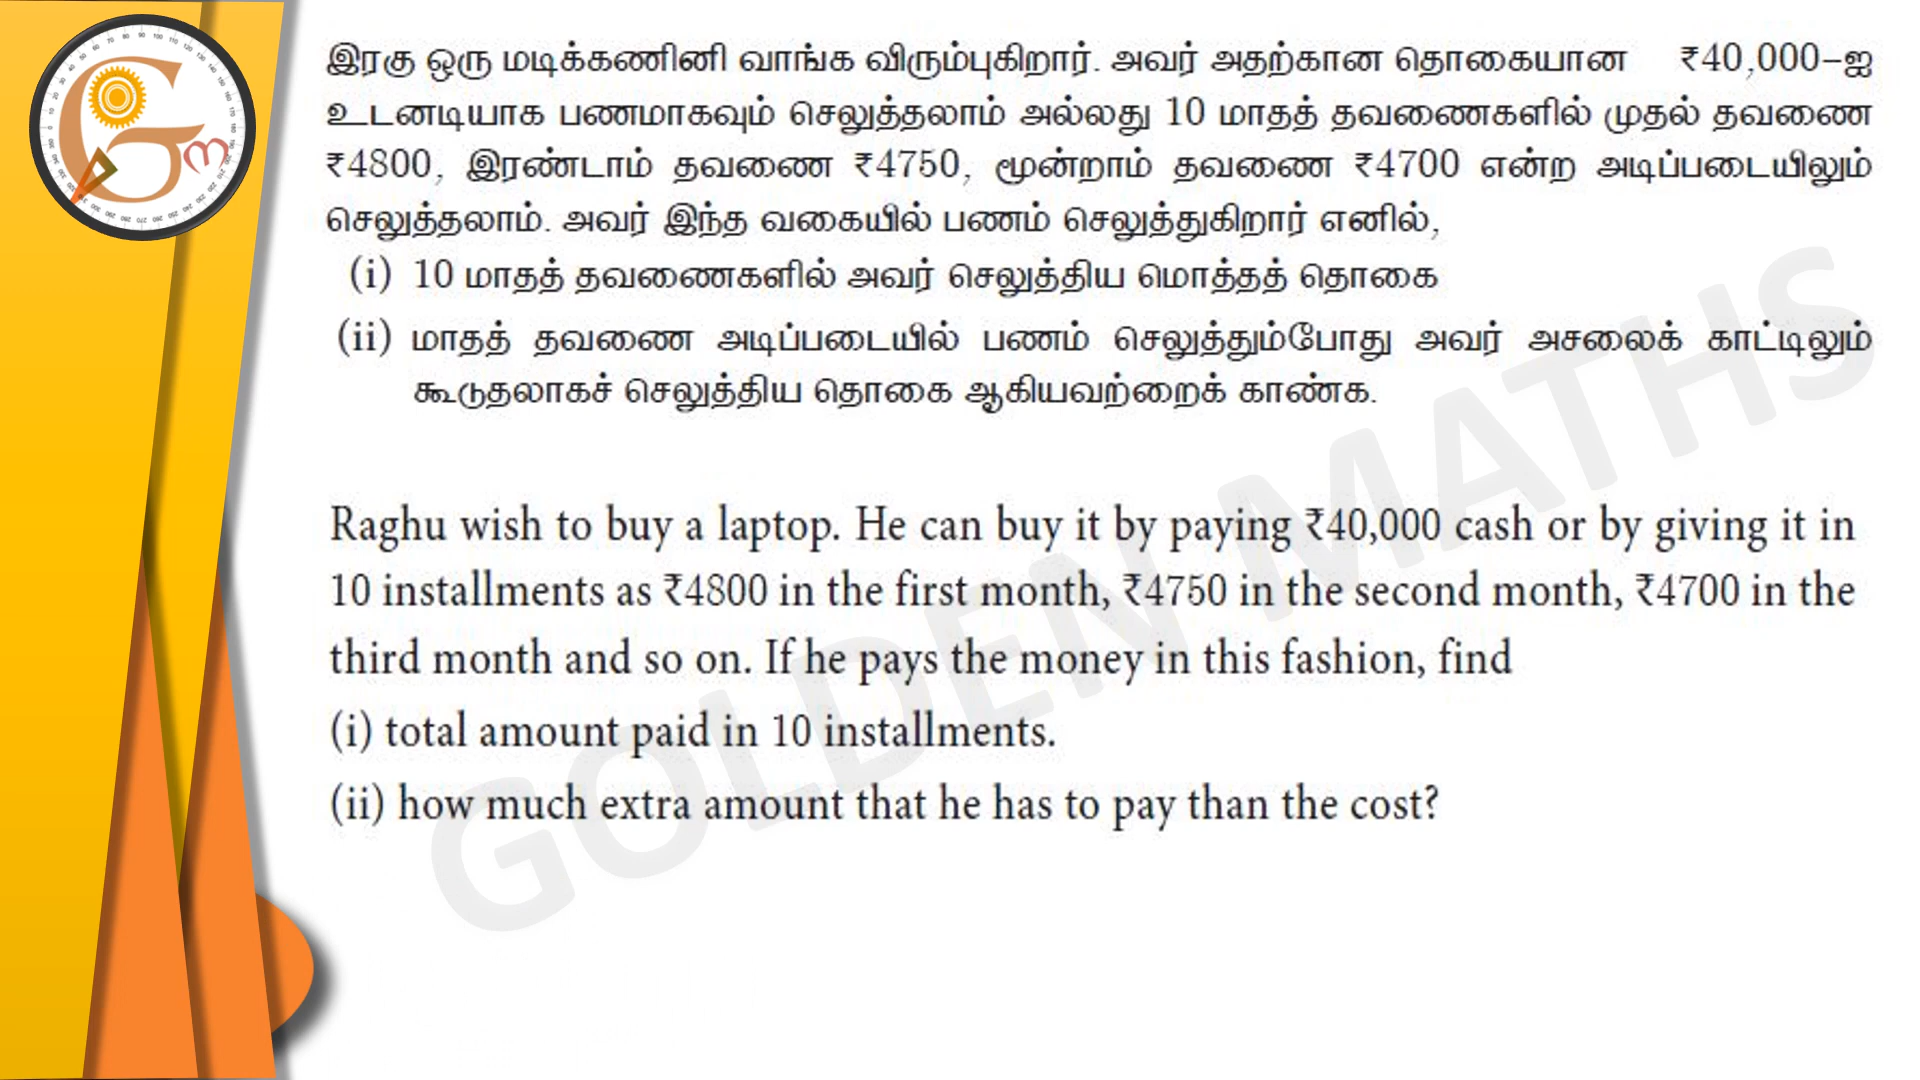 இரகு ஒரு மடிக்கணினி வாங்க விரும்புகிறார். அவர் அதற்கான தொகையான ₹40,000–ஐ
உடனடியாக பணமாகவும் செலுத்தலாம் அல்லது 10 மாதத் தவணைகளில் முதல் தவணை
₹4800, இரண்டாம் தவணை ₹4750, மூன்றாம் தவணை ₹4700 என்ற அடிப்படையிலும்
செலுத்தலாம். அவர் இந்த வகையில் பணம் செலுத்துகிறார் எனில்,
(i) 10 மாதத் தவணைகளில் அவர் செலுத்திய மொத்தத் தொகை
(ii) மாதத் தவணை அடிப்படையில் பணம் செலுத்தும்போது அவர் அசலைக் காட்டிலும்
கூடுதலாகச் செலுத்திய தொகை ஆகியவற்றைக் காண்க.
Raghu wish to buy a laptop. He can buy it by paying ₹40,000 cash or by giving it in
10 installments as ₹4800 in the first month, ₹4750 in the second month, ₹4700 in the
third month and so on. If he pays the money in this fashion, find
(i) total amount paid in 10 installments.
(ii) how much extra amount that he has to pay than the cost?
GOLDEN MATHS